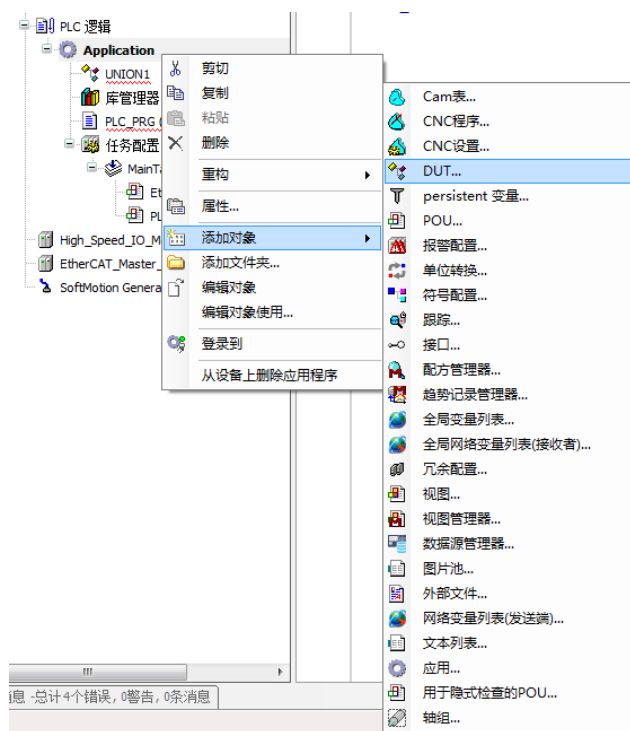 PLC 逻辑
Application
UNION1
库管理器
PLC_PRG (
任务配置
MainTa
Et
PL
High_Speed_IO_M
EtherCAT_Master_
SoftMotion Genera
剪切
复制
粘贴
删除
重构
属性...
添加对象
添加文件夹...
编辑对象
编辑对象使用...
登录到
从设备上删除应用程序
Cam表...
CNC程序...
CNC设置...
DUT...
persistent 变量...
POU...
报警配置...
单位转换...
符号配置...
跟踪...
接口...
配方管理器...
趋势记录管理器...
全局变量列表...
全局网络变量列表(接收者)...
冗余配置...
视图...
视图管理器...
数据源管理器...
图片池...
外部文件...
网络变量列表(发送端)...
文本列表...
应用...
用于隐式检查的POU...
轴组...
消息 -总计4个错误, 0警告, 0条消息